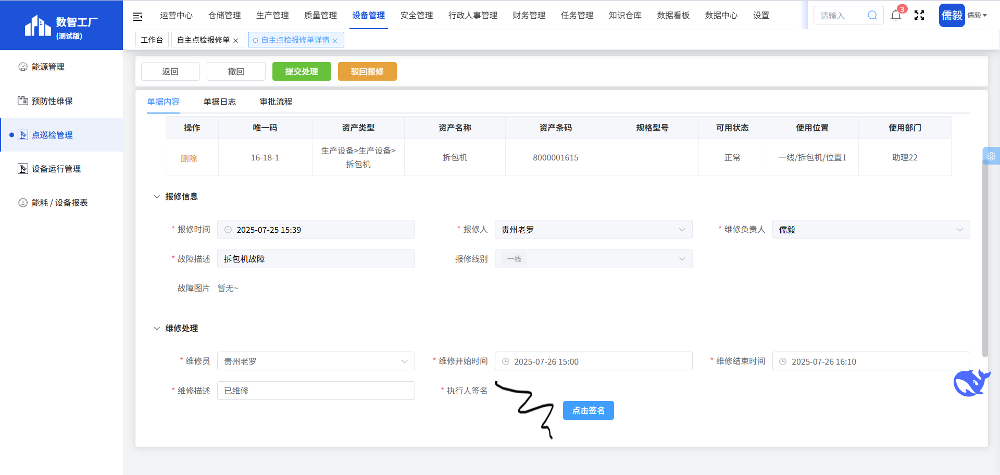 数智工厂
(测试版)
运营中心 仓储管理 生产管理 质量管理 设备管理 安全管理 行政人事管理 财务管理 任务管理 知识仓库 数据看板 数据中心 设置
请输入
3
儒毅 儒毅
工作台 自主点检报修单 自主点检报修单详情
能源管理
预防性维保
点巡检管理
设备运行管理
能耗 / 设备报表
返回 撤回 提交处理 驳回报修
单据内容 单据日志 审批流程
操作 唯一码 资产类型 资产名称 资产条码 规格型号 可用状态 使用位置 使用部门
删除 16-18-1 生产设备>生产设备>
拆包机 拆包机 8000001615 正常 一线/拆包机/位置1 助理22
报修信息
* 报修时间 2025-07-25 15:39 * 报修人 贵州老罗 * 维修负责人 儒毅
* 故障描述 拆包机故障 报修线别 一线
故障图片 暂无~
维修处理
* 维修员 贵州老罗 * 维修开始时间 2025-07-26 15:00 * 维修结束时间 2025-07-26 16:10
* 维修描述 已维修 * 执行人签名 点击签名